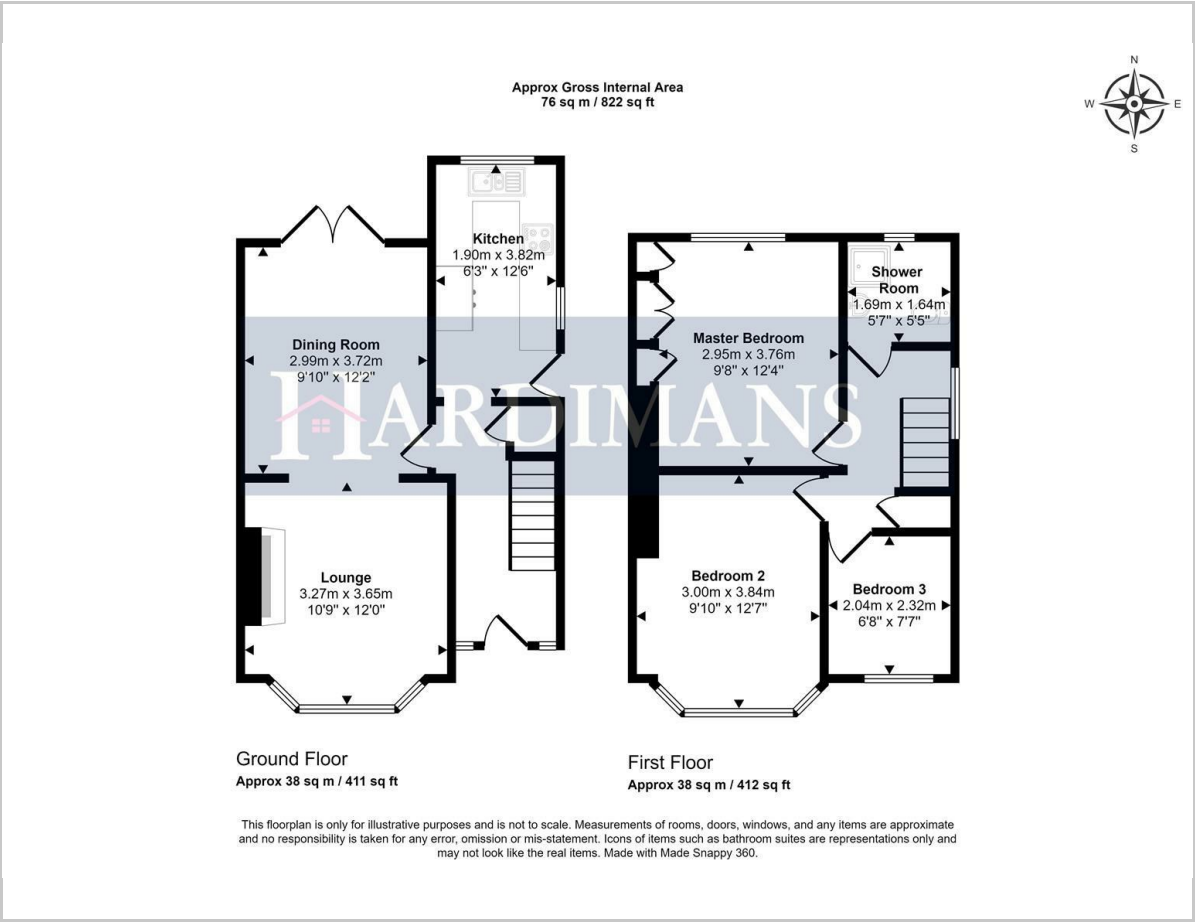 Approx Gross Internal Area
76 sq m / 822 sq ft
N
W
E
S
Kitchen
1.90m x 3.82m
6'3" x 12'6"
Dining Room
2.99m x 3.72m
9'10" x 12'2"
Lounge
3.27m x 3.65m
10'9" x 12'0"
Shower
Room
1.69m x 1.64m
5'7" x 5'5"
Master Bedroom
2.95m x 3.76m
9'8" x 12'4"
HARDIMANS
Bedroom 2
3.00m x 3.84m
9'10" x 12'7"
Bedroom 3
2.04m x 2.32m
6'8" x 7'7"
Ground Floor
Approx 38 sq m / 411 sq ft
First Floor
Approx 38 sq m / 412 sq ft
This floorplan is only for illustrative purposes and is not to scale. Measurements of rooms, doors, windows, and any items are approximate
and no responsibility is taken for any error, omission or mis-statement. Icons of items such as bathroom suites are representations only and
may not look like the real items. Made with Made Snappy 360.